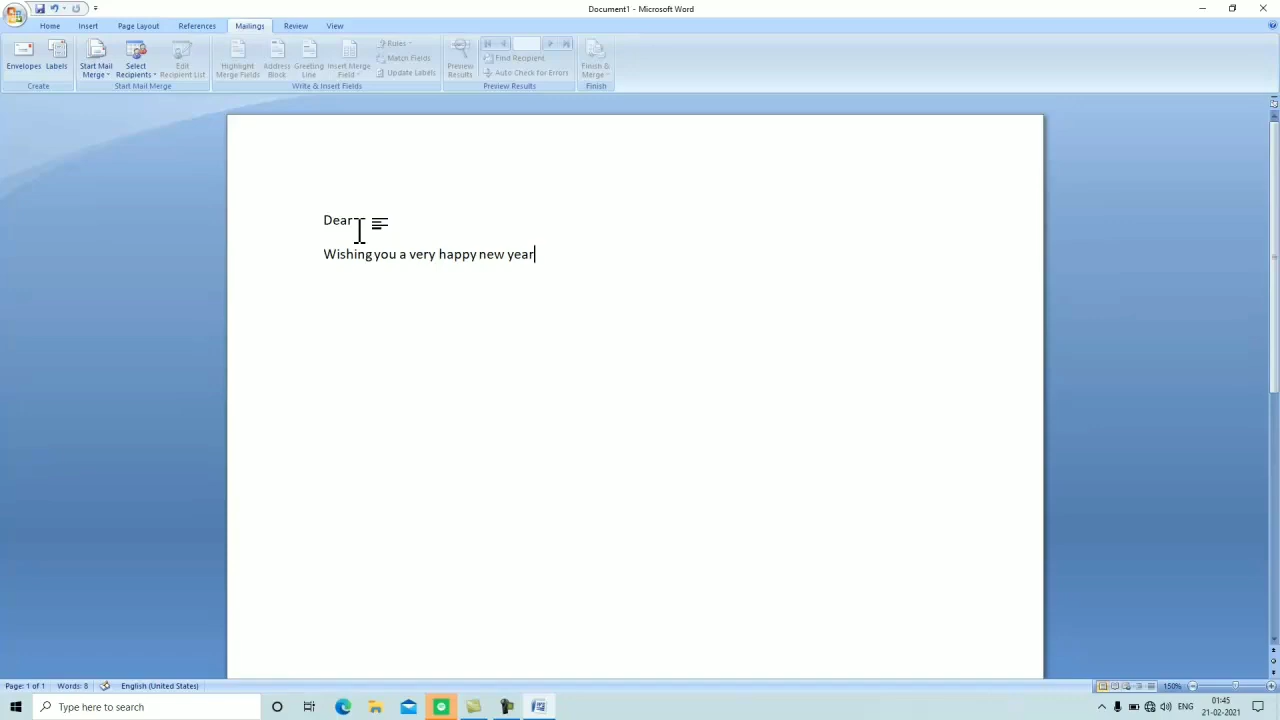 Document1 - Microsoft Word
Home Insert Page Layout References Mailings Review View
Envelopes Labels Start Mail Merge Select Recipients Edit Recipient List Highlight Merge Fields Address Block Greeting Line Insert Merge Field Rules Match Fields Update Labels Preview Results Find Recipient Auto Check for Errors Finish & Merge
Create Start Mail Merge Write & Insert Fields Preview Results Finish
Dear
Wishing you a very happy new year
Page: 1 of 1 Words: 8 English (United States) 150%
Type here to search ENG 01:45
21-02-2021